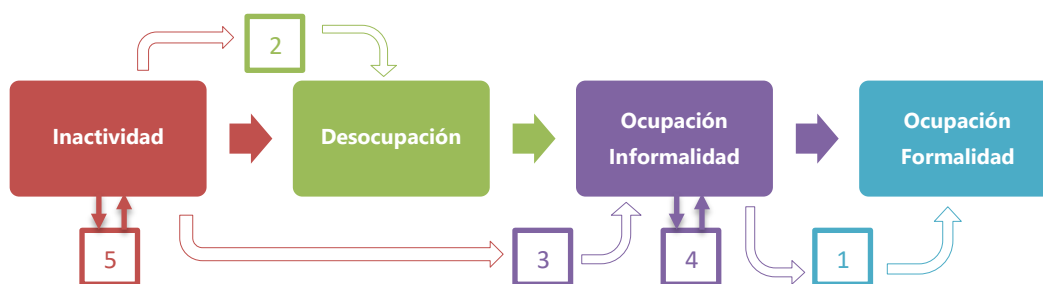 2
Inactividad
Desocupación
Ocupación
Informalidad
Ocupación
Formalidad
5
3
4
1